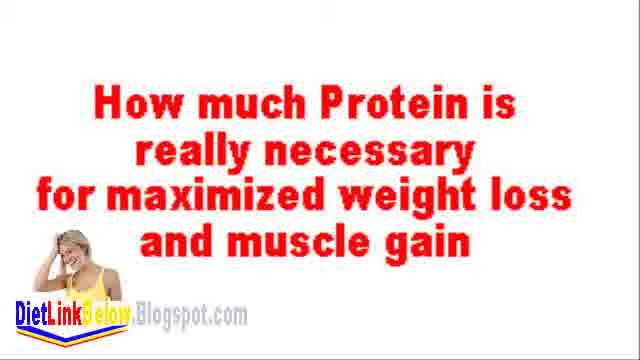 How much Protein is
really necessary
for maximized weight loss
and muscle gain
DietLinkBelow.Blogspot.com